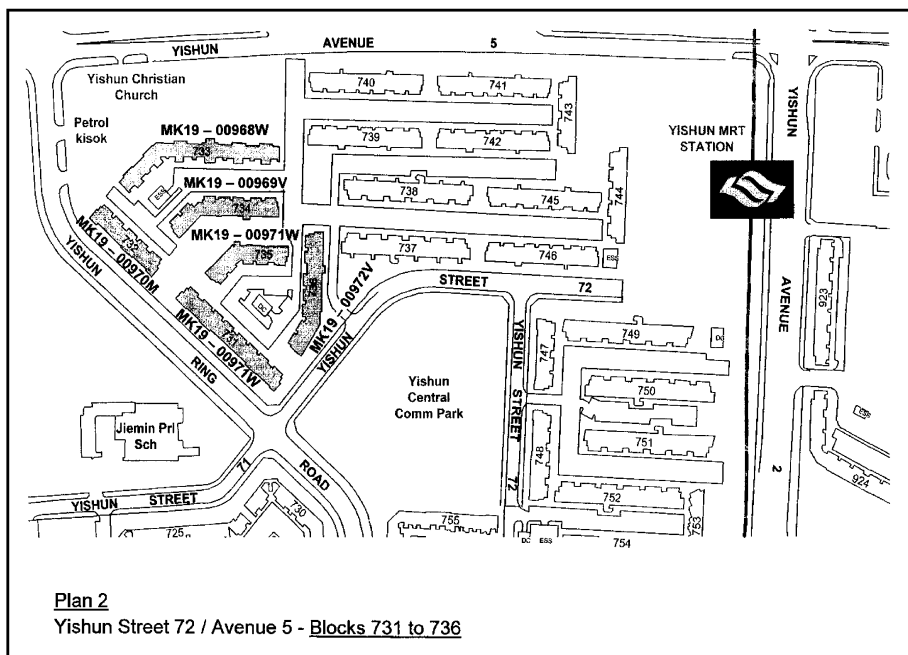 YISHUN AVENUE 5
Yishun Christian
Church
Petrol
kisok
740
741
743
YISHUN
YISHUN MRT
STATION
MK19 – 00968W
733
739
742
ESS
MK19 – 00969V
734
738
745
744
MK19 – 00970M
732
MK19 – 00971W
735
737
746
ESS
736
MK19 – 00972V
DC
731
MK19 – 00971W
YISHUN STREET 72
AVENUE 2
923
YISHUN RING ROAD
747
749
DC
YISHUN STREET 72
750
Yishun
Central
Comm Park
Jiemin Pri
Sch
748
751
ESS
924
752
753
YISHUN STREET 71
725
730
755
DC
ESS
754
Plan 2
Yishun Street 72 / Avenue 5 - Blocks 731 to 736